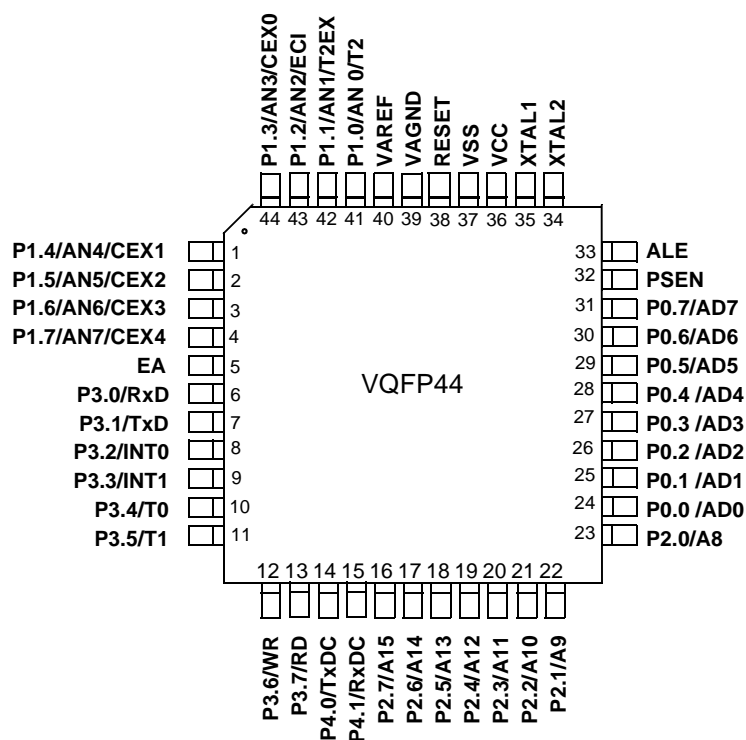 P1.3/AN3/CEX0
P1.2/AN2/ECI
P1.1/AN1/T2EX
P1.0/AN 0/T2
VAREF
VAGND
RESET
VSS
VCC
XTAL1
XTAL2
44 43 42 41 40 39 38 37 36 35 34
P1.4/AN4/CEX1 1
P1.5/AN5/CEX2 2
P1.6/AN6/CEX3 3
P1.7/AN7/CEX4 4
EA 5
P3.0/RxD 6
P3.1/TxD 7
P3.2/INT0 8
P3.3/INT1 9
P3.4/T0 10
P3.5/T1 11
VQFP44
33 ALE
32 PSEN
31 P0.7/AD7
30 P0.6/AD6
29 P0.5/AD5
28 P0.4 /AD4
27 P0.3 /AD3
26 P0.2 /AD2
25 P0.1 /AD1
24 P0.0 /AD0
23 P2.0/A8
12 13 14 15 16 17 18 19 20 21 22
P3.6/WR
P3.7/RD
P4.0/TxDC
P4.1/RxDC
P2.7/A15
P2.6/A14
P2.5/A13
P2.4/A12
P2.3/A11
P2.2/A10
P2.1/A9